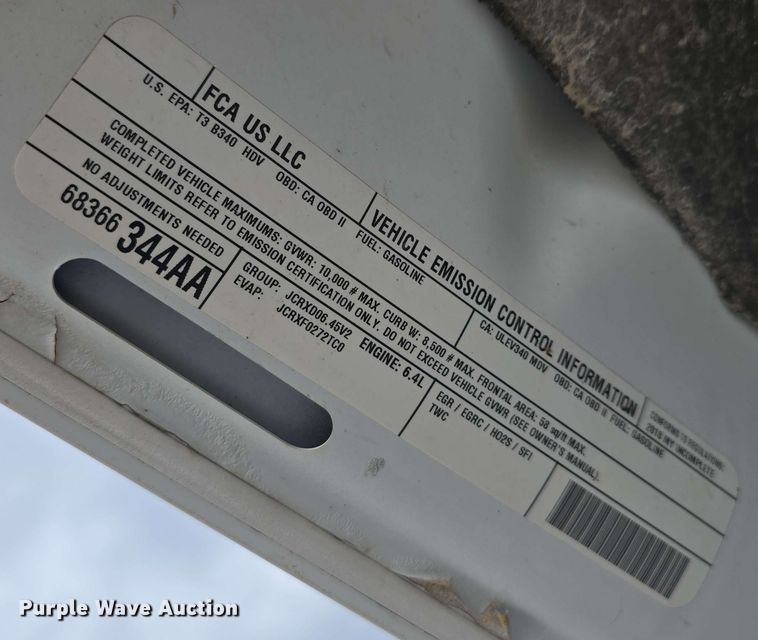 FCA US LLC
VEHICLE EMISSION CONTROL INFORMATION
CONFORMS TO REGULATIONS:
U.S. EPA: T3 B340 HDV OBD: CA OBD II FUEL: GASOLINE
CA: ULEV340 MDV OBD: CA OBD II FUEL: GASOLINE
MY INCOMPLETE
COMPLETED VEHICLE MAXIMUMS: GVWR: 10,000 # MAX. CURB W: 8,500 # MAX. FRONTAL AREA: 58 sq/ft.MAX.
WEIGHT LIMITS REFER TO EMISSION CERTIFICATION ONLY, DO NOT EXCEED VEHICLE GVWR (SEE OWNER'S MANUAL).
NO ADJUSTMENTS NEEDED
68366 344AA
GROUP: JCRXD06.45V2 ENGINE: 6.4L
EVAP: JCRXF0272TC0
EGR / EGRC / HO2S / SFI
TWC
Purple Wave Auction